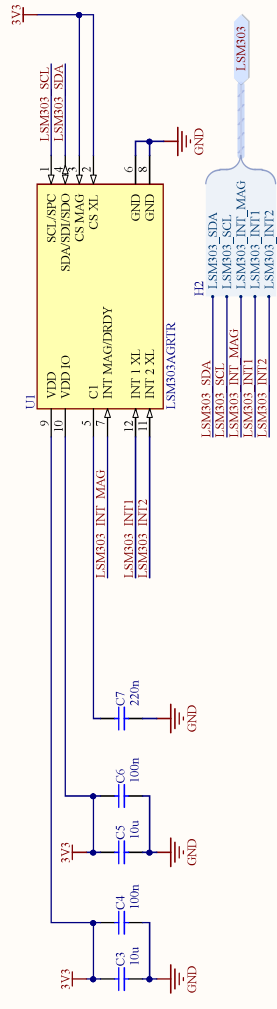 3V3
LSM303_SCL
LSM303_SDA
1
4
3
2
SCL/SPC
SDA/SDI/SDO
CS MAG
CS XL
6
8
GND
GND
GND
U1
VDD
VDD IO
C1
INT MAG/DRDY
INT 1 XL
INT 2 XL
LSM303AGRTR
9
10
5
7
12
11
LSM303_INT_MAG
LSM303_INT1
LSM303_INT2
C7
220n
GND
C6
100n
C5
10u
3V3
GND
C4
100n
C3
10u
3V3
GND
LSM303
H2
LSM303_SDA
LSM303_SCL
LSM303_INT_MAG
LSM303_INT1
LSM303_INT2
LSM303_SDA
LSM303_SCL
LSM303_INT_MAG
LSM303_INT1
LSM303_INT2